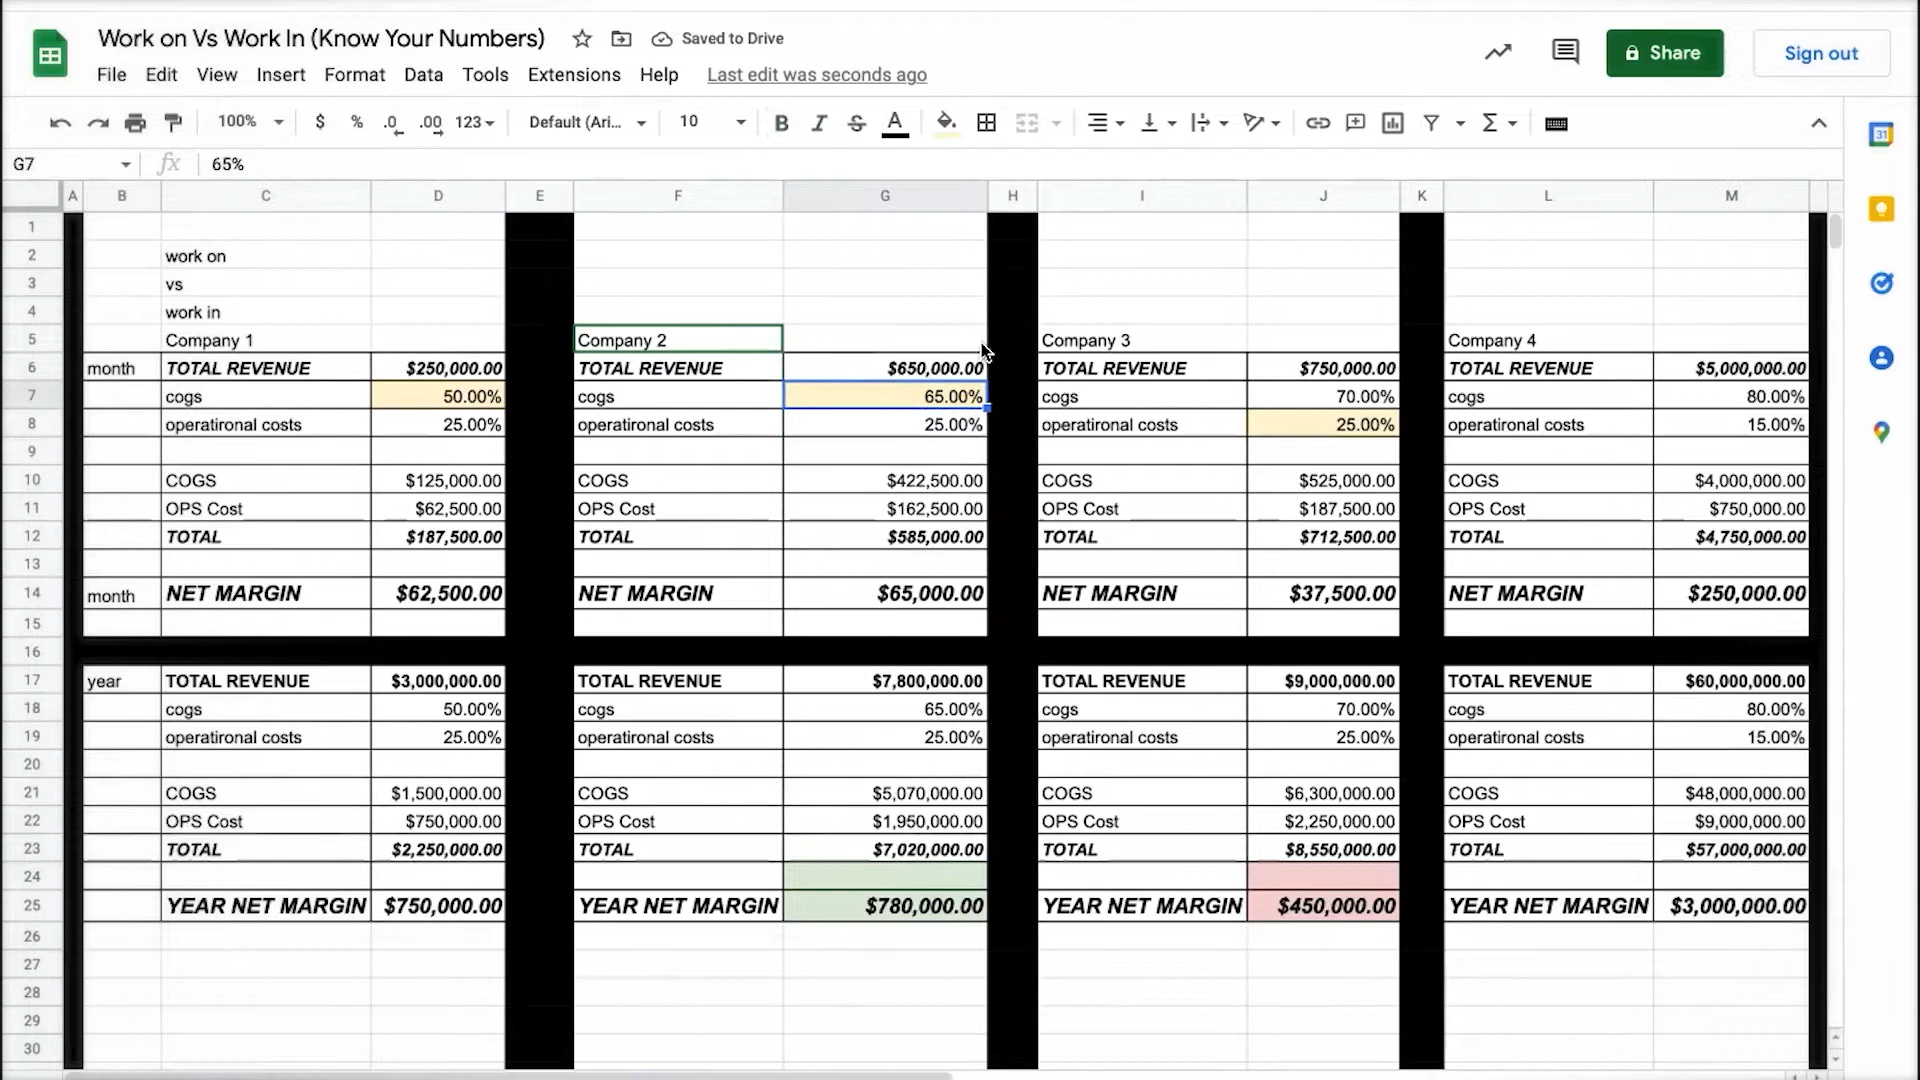 Work on Vs Work In (Know Your Numbers) Saved to Drive
Share Sign out
File Edit View Insert Format Data Tools Extensions Help Last edit was seconds ago
100% $ % .0 .00 123 Default (Ari... 10 B I S A
31
G7 fx 65%
A B C D E F G H I J K L M
1
2 work on
3 vs
4 work in
5 Company 1 Company 2 Company 3 Company 4
6 month TOTAL REVENUE $250,000.00 TOTAL REVENUE $650,000.00 TOTAL REVENUE $750,000.00 TOTAL REVENUE $5,000,000.00
7 cogs 50.00% cogs 65.00% cogs 70.00% cogs 80.00%
8 operatironal costs 25.00% operatironal costs 25.00% operatironal costs 25.00% operatironal costs 15.00%
9
10 COGS $125,000.00 COGS $422,500.00 COGS $525,000.00 COGS $4,000,000.00
11 OPS Cost $62,500.00 OPS Cost $162,500.00 OPS Cost $187,500.00 OPS Cost $750,000.00
12 TOTAL $187,500.00 TOTAL $585,000.00 TOTAL $712,500.00 TOTAL $4,750,000.00
13
14 month NET MARGIN $62,500.00 NET MARGIN $65,000.00 NET MARGIN $37,500.00 NET MARGIN $250,000.00
15
16
17 year TOTAL REVENUE $3,000,000.00 TOTAL REVENUE $7,800,000.00 TOTAL REVENUE $9,000,000.00 TOTAL REVENUE $60,000,000.00
18 cogs 50.00% cogs 65.00% cogs 70.00% cogs 80.00%
19 operatironal costs 25.00% operatironal costs 25.00% operatironal costs 25.00% operatironal costs 15.00%
20
21 COGS $1,500,000.00 COGS $5,070,000.00 COGS $6,300,000.00 COGS $48,000,000.00
22 OPS Cost $750,000.00 OPS Cost $1,950,000.00 OPS Cost $2,250,000.00 OPS Cost $9,000,000.00
23 TOTAL $2,250,000.00 TOTAL $7,020,000.00 TOTAL $8,550,000.00 TOTAL $57,000,000.00
24
25 YEAR NET MARGIN $750,000.00 YEAR NET MARGIN $780,000.00 YEAR NET MARGIN $450,000.00 YEAR NET MARGIN $3,000,000.00
26
27
28
29
30